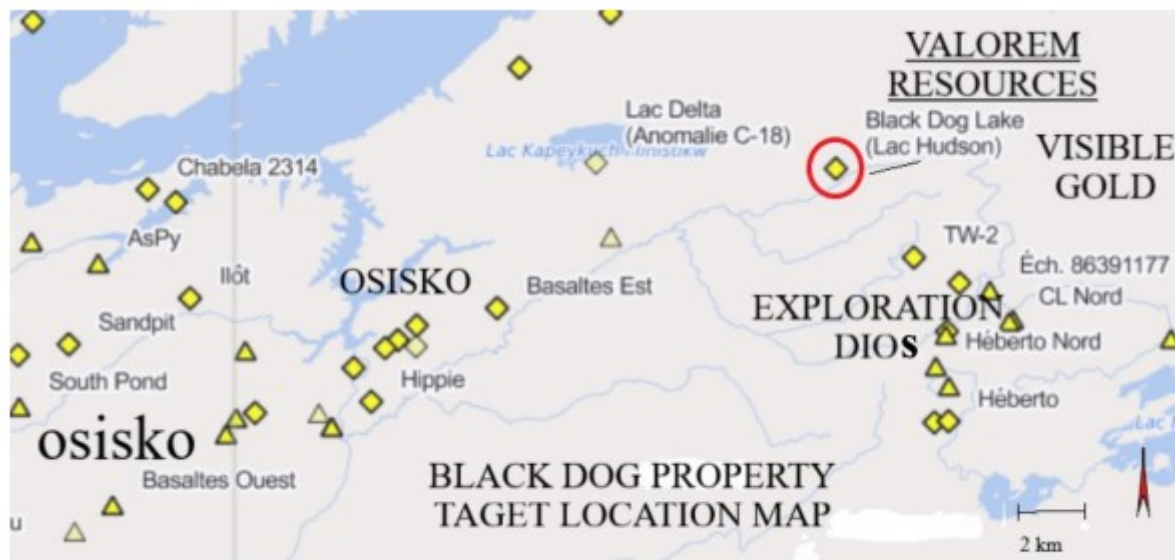 VALOREM
RESOURCES
Lac Delta
(Anomalie C-18)
Black Dog Lake
(Lac Hudson)
VISIBLE
GOLD
Chabela 2314
AsPy
TW-2
Ilôt
OSISKO
Basaltes Est
Éch. 86391177
CL Nord
Sandpit
EXPLORATION
DIOs
Héberto Nord
South Pond
Hippie
Héberto
osisko
Basaltes Ouest
BLACK DOG PROPERTY
TAGET LOCATION MAP
Lac
u
2 km